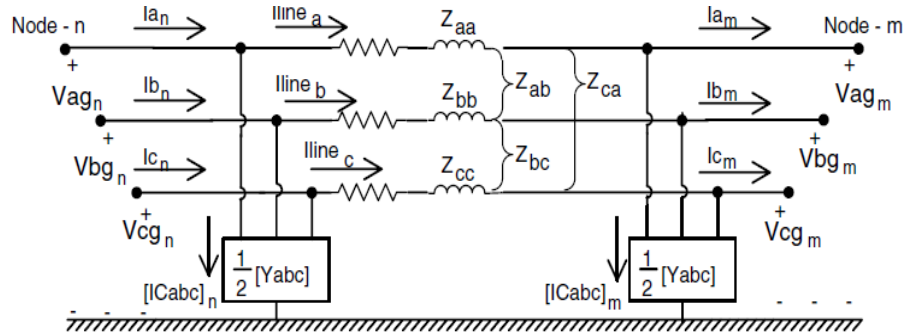 Node - n Ia n Iline a Z aa Ia m Node - m
+ Vag n Ib n Iline b Z bb Z ab Z ca Ib m + Vag m
+ Vbg n Ic n Iline c Z cc Z bc Ic m + Vbg m
+ Vcg n + Vcg m
1/2 [Yabc] 1/2 [Yabc]
[ICabc] n [ICabc] m